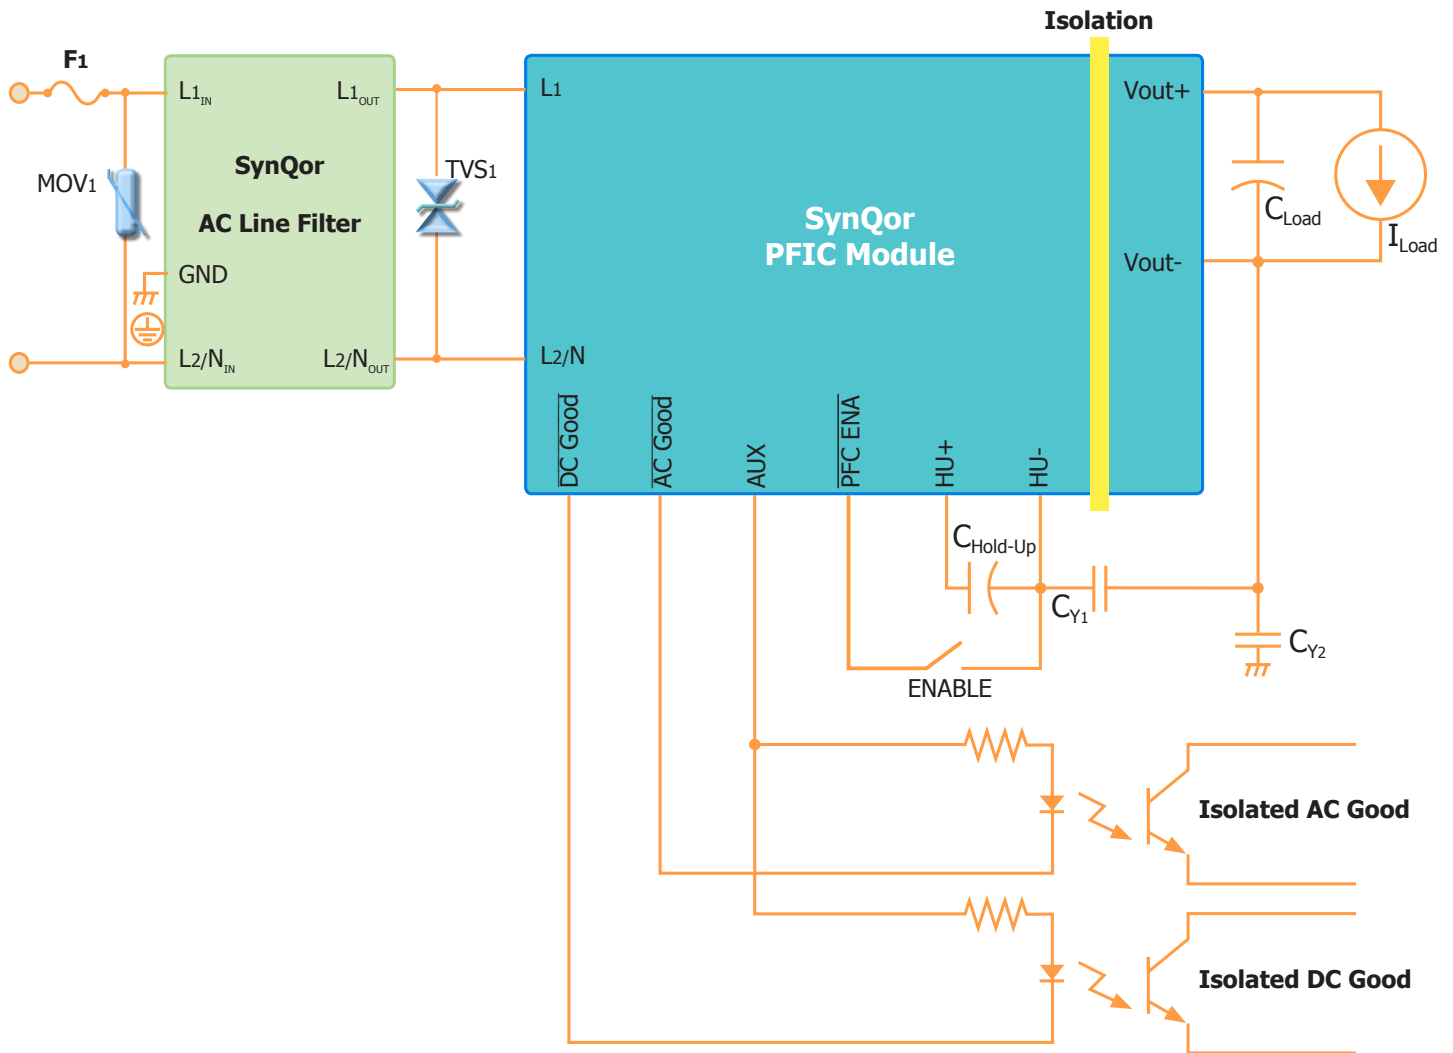 Isolation
F1
L1IN
L1OUT
L1
Vout+
SynQor
MOV1
TVS1
AC Line Filter
SynQor
PFIC Module
CLoad
ILoad
GND
Vout-
L2/NIN
L2/NOUT
L2/N
DC Good
AC Good
AUX
PFC ENA
HU+
HU-
CHold-Up
CY1
CY2
ENABLE
Isolated AC Good
Isolated DC Good